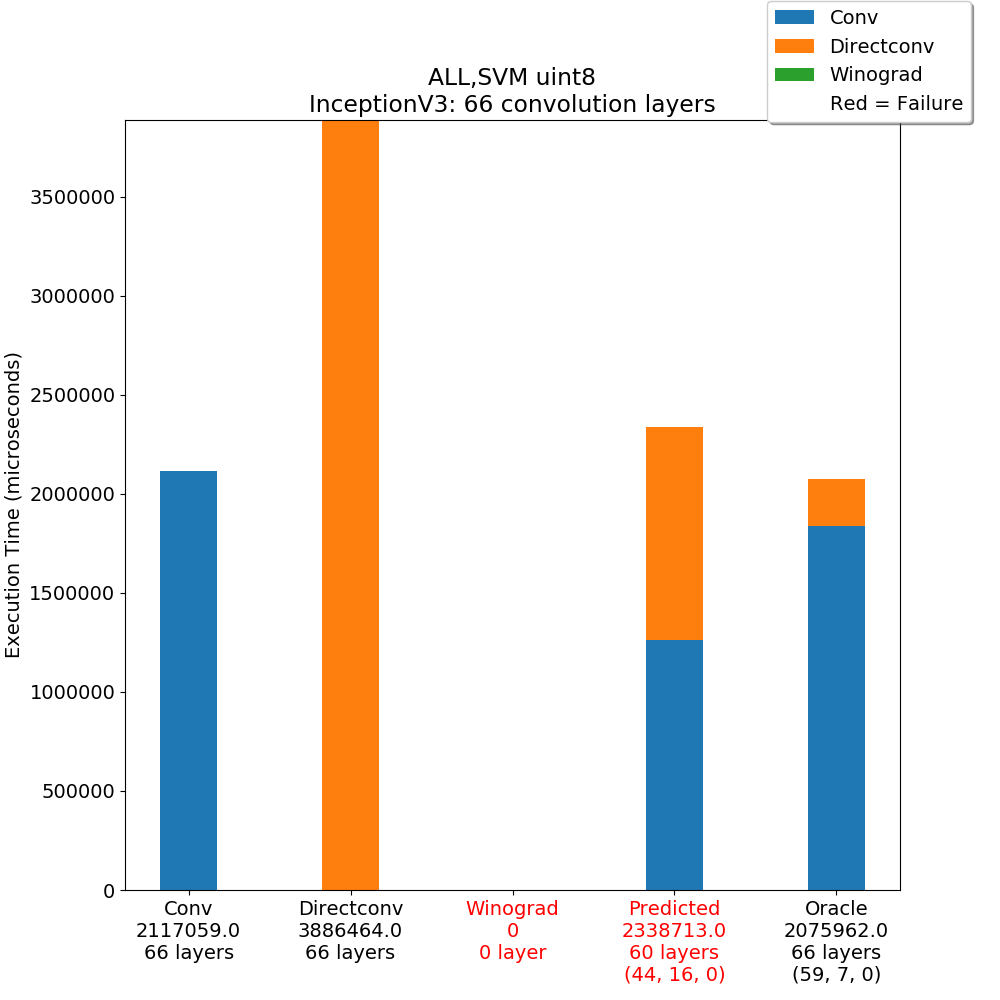 Conv
Directconv
Winograd
Red = Failure
ALL,SVM uint8
InceptionV3: 66 convolution layers
Execution Time (microseconds)
3500000
3000000
2500000
2000000
1500000
1000000
500000
0
Conv
2117059.0
66 layers
Directconv
3886464.0
66 layers
Winograd
0
0 layer
Predicted
2338713.0
60 layers
(44, 16, 0)
Oracle
2075962.0
66 layers
(59, 7, 0)